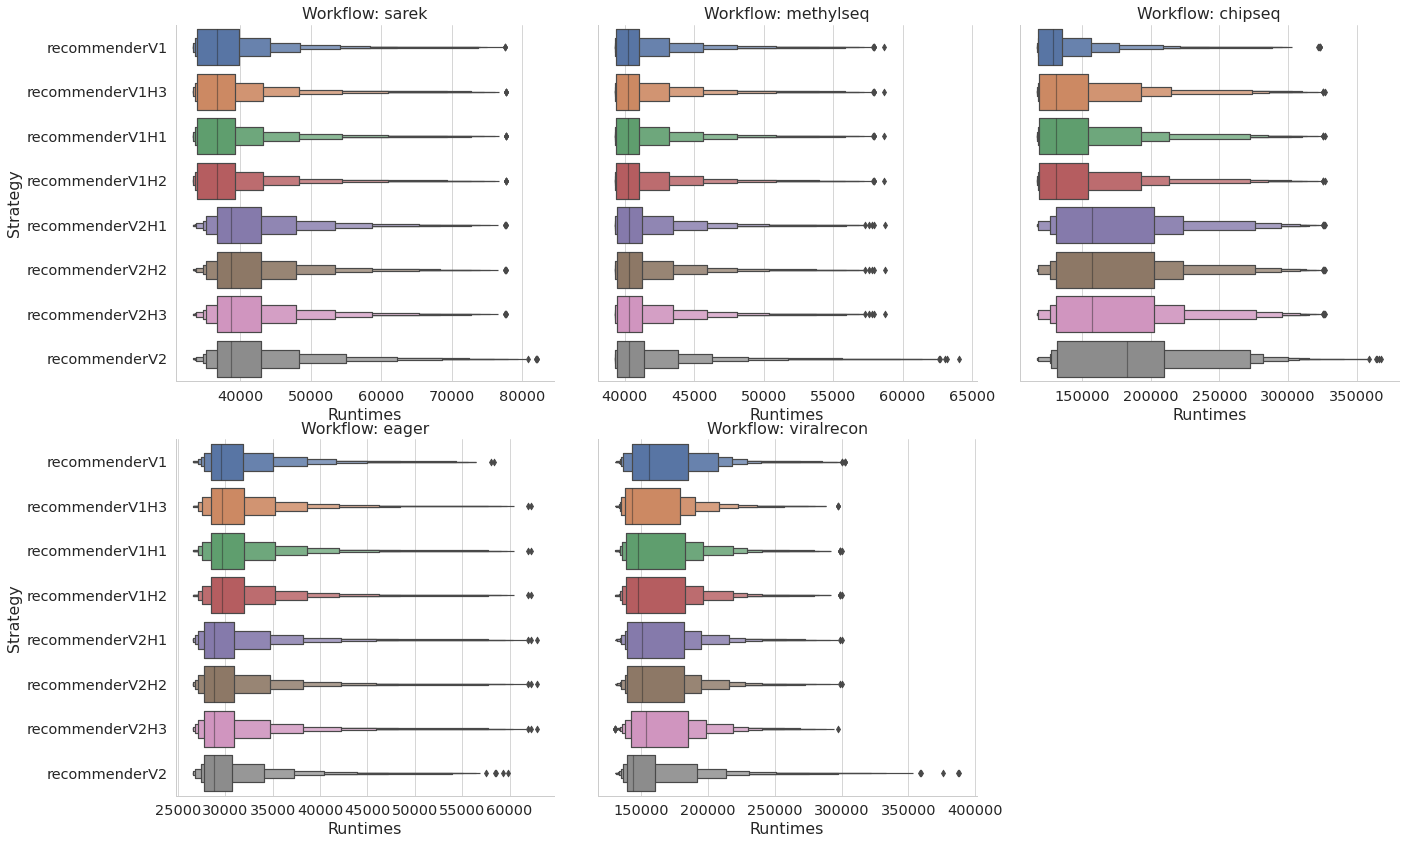 Workflow: sarek
Workflow: methylseq
Workflow: chipseq
Strategy
recommenderV1
recommenderV1H3
recommenderV1H1
recommenderV1H2
recommenderV2H1
recommenderV2H2
recommenderV2H3
recommenderV2
40000 50000 60000 70000 80000
40000 45000 50000 55000 60000 65000
150000 200000 250000 300000 350000
Runtimes
Runtimes
Runtimes
Workflow: eager
Workflow: viralrecon
Strategy
recommenderV1
recommenderV1H3
recommenderV1H1
recommenderV1H2
recommenderV2H1
recommenderV2H2
recommenderV2H3
recommenderV2
25000 30000 35000 40000 45000 50000 55000 60000
150000 200000 250000 300000 350000 400000
Runtimes
Runtimes